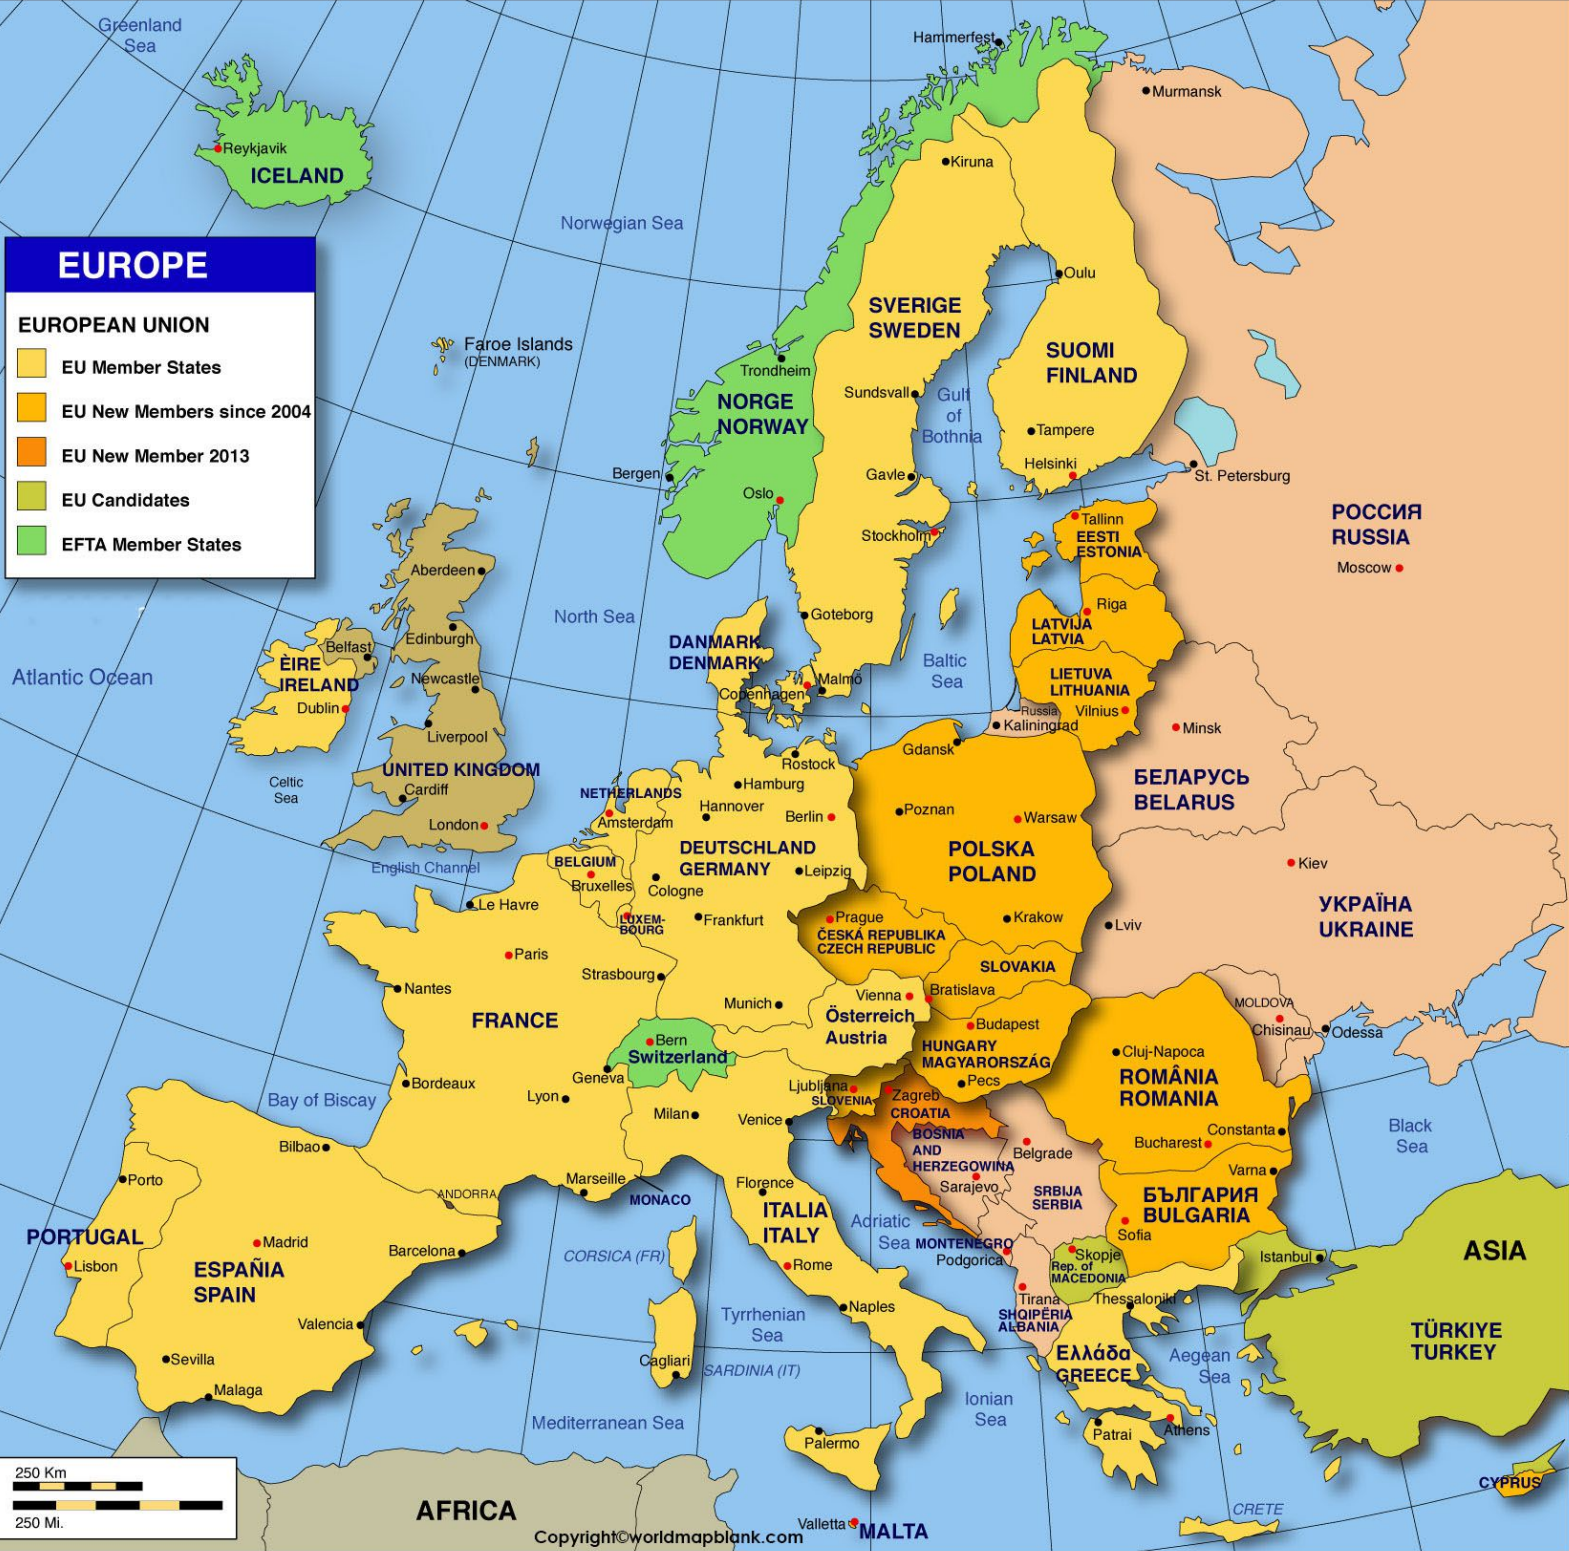 Greenland
Sea
Hammerfest
Murmansk
Reykjavik
ICELAND
Kiruna
Norwegian Sea
EUROPE
EUROPEAN UNION
EU Member States
EU New Members since 2004
EU New Member 2013
EU Candidates
EFTA Member States
Oulu
SVERIGE
SWEDEN
Faroe Islands
(DENMARK)
Trondheim
SUOMI
FINLAND
NORGE
NORWAY
Sundsvall
Gulf
of
Bothnia
Tampere
Bergen
Gavle
Helsinki
St. Petersburg
Oslo
Stockholm
Tallinn
EESTI
ESTONIA
РОССИЯ
RUSSIA
Moscow
Aberdeen
North Sea
Goteborg
Riga
LATVIJA
LATVIA
Edinburgh
Belfast
DANMARK
DENMARK
Baltic
Sea
Atlantic Ocean
ÈIRE
IRELAND
Dublin
Newcastle
Malmö
Copenhagen
LIETUVA
LITHUANIA
Vilnius
Russia
Kaliningrad
Minsk
Liverpool
Gdansk
Celtic
Sea
UNITED KINGDOM
Cardiff
London
Rostock
Hamburg
NETHERLANDS
Amsterdam
Hannover
Berlin
Poznan
Warsaw
БЕЛАРУСЬ
BELARUS
English Channel
BELGIUM
Bruxelles
DEUTSCHLAND
GERMANY
Leipzig
Cologne
POLSKA
POLAND
Kiev
Le Havre
LUXEM-
BOURG
Frankfurt
Prague
ČESKÁ REPUBLIKA
CZECH REPUBLIC
Krakow
Lviv
УКРАЇНА
UKRAINE
Paris
Strasbourg
SLOVAKIA
Nantes
Munich
Vienna
Bratislava
Österreich
Austria
MOLDOVA
Chisinau
Odessa
FRANCE
Bern
Switzerland
Geneva
Budapest
HUNGARY
MAGYARORSZÁG
Pecs
Cluj-Napoca
ROMÂNIA
ROMANIA
Bordeaux
Lyon
Bay of Biscay
Ljubljana
SLOVENIA
Zagreb
CROATIA
Milan
Venice
Constanta
Bucharest
Black
Sea
Bilbao
BOSNIA
AND
HERZEGOWINA
Sarajevo
Belgrade
Porto
Marseille
Florence
Varna
ANDORRA
MONACO
SRBIJA
SERBIA
БЪЛГАРИЯ
BULGARIA
Sofia
ITALIA
ITALY
Adriatic
Sea
MONTENEGRO
Podgorica
PORTUGAL
Lisbon
Madrid
Barcelona
CORSICA (FR)
Rome
Skopje
Rep. of
MACEDONIA
Istanbul
ASIA
ESPAÑIA
SPAIN
Tirana
SHQIPËRIA
ALBANIA
Thessaloniki
Naples
Valencia
Tyrrhenian
Sea
TÜRKIYE
TURKEY
Sevilla
Cagliari
SARDINIA (IT)
Ελλάδα
GREECE
Aegean
Sea
Malaga
Mediterranean Sea
Ionian
Sea
Palermo
Patrai
Athens
250 Km
250 Mi.
CYPRUS
AFRICA
CRETE
Valletta
MALTA
Copyright©worldmapblank.com